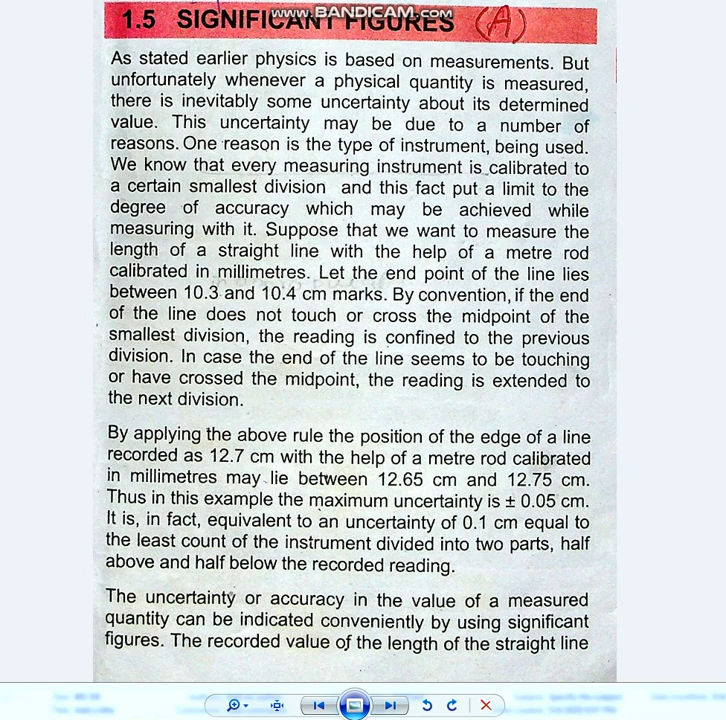 www.BANDICAM.com
1.5 SIGNIFICANT FIGURES (A)
As stated earlier physics is based on measurements. But
unfortunately whenever a physical quantity is measured,
there is inevitably some uncertainty about its determined
value. This uncertainty may be due to a number of
reasons. One reason is the type of instrument, being used.
We know that every measuring instrument is calibrated to
a certain smallest division and this fact put a limit to the
degree of accuracy which may be achieved while
measuring with it. Suppose that we want to measure the
length of a straight line with the help of a metre rod
calibrated in millimetres. Let the end point of the line lies
between 10.3 and 10.4 cm marks. By convention, if the end
of the line does not touch or cross the midpoint of the
smallest division, the reading is confined to the previous
division. In case the end of the line seems to be touching
or have crossed the midpoint, the reading is extended to
the next division.
By applying the above rule the position of the edge of a line
recorded as 12.7 cm with the help of a metre rod calibrated
in millimetres may lie between 12.65 cm and 12.75 cm.
Thus in this example the maximum uncertainty is ± 0.05 cm.
It is, in fact, equivalent to an uncertainty of 0.1 cm equal to
the least count of the instrument divided into two parts, half
above and half below the recorded reading.
The uncertainty or accuracy in the value of a measured
quantity can be indicated conveniently by using significant
figures. The recorded value of the length of the straight line